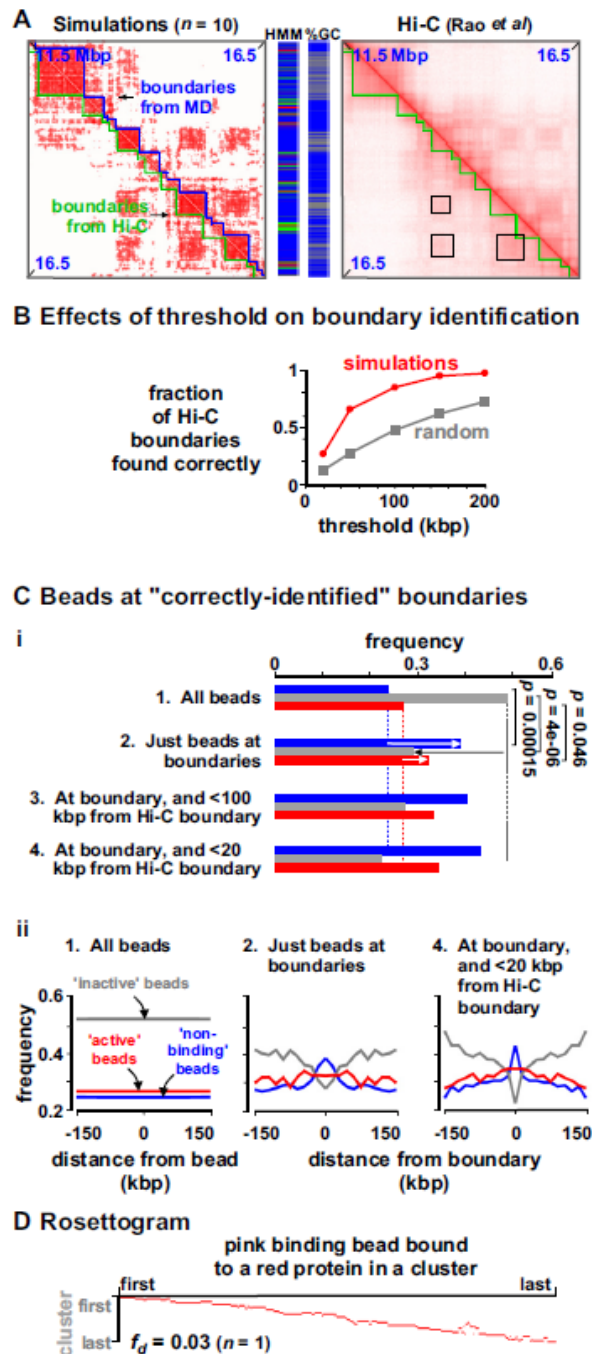 A
Simulations (n = 10)
HMM %GC
Hi-C (Rao et al)
11.5 Mbp
16.5
boundaries
from MD
boundaries
from Hi-C
16.5
11.5 Mbp
16.5
16.5
B Effects of threshold on boundary identification
fraction
of Hi-C
boundaries
found correctly
1
0.5
0
simulations
random
0
100
200
threshold (kbp)
C Beads at "correctly-identified" boundaries
i
frequency
0
0.3
0.6
1. All beads
2. Just beads at
boundaries
3. At boundary, and <100
kbp from Hi-C boundary
4. At boundary, and <20
kbp from Hi-C boundary
p = 0.00015
p = 4e-06
p = 0.046
ii
1. All beads
2. Just beads at
boundaries
4. At boundary,
and <20 kbp
from Hi-C
boundary
frequency
0.6
0.4
0.2
'inactive' beads
'active'
beads
'non-
binding'
beads
-150
0
150
-150
0
150
-150
0
150
distance from bead
(kbp)
distance from boundary
(kbp)
D Rosettogram
pink binding bead bound
to a red protein in a cluster
first
last
cluster
first
last
fd = 0.03 (n = 1)